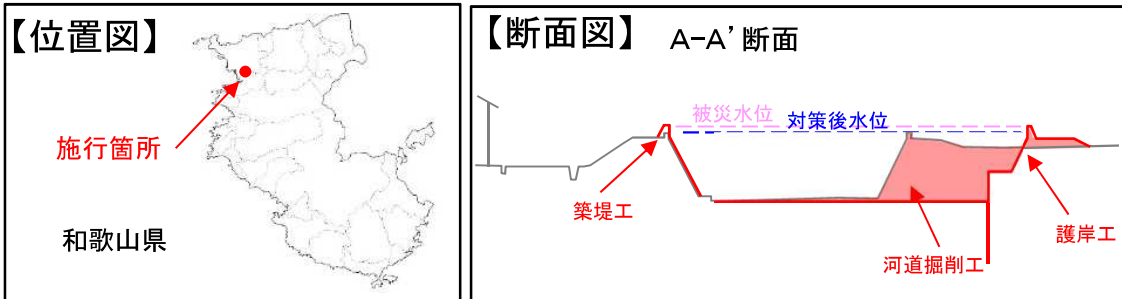 【位置図】
施行箇所
和歌山県
【断面図】 A-A’断面
被災水位
対策後水位
築堤工
護岸工
河道掘削工